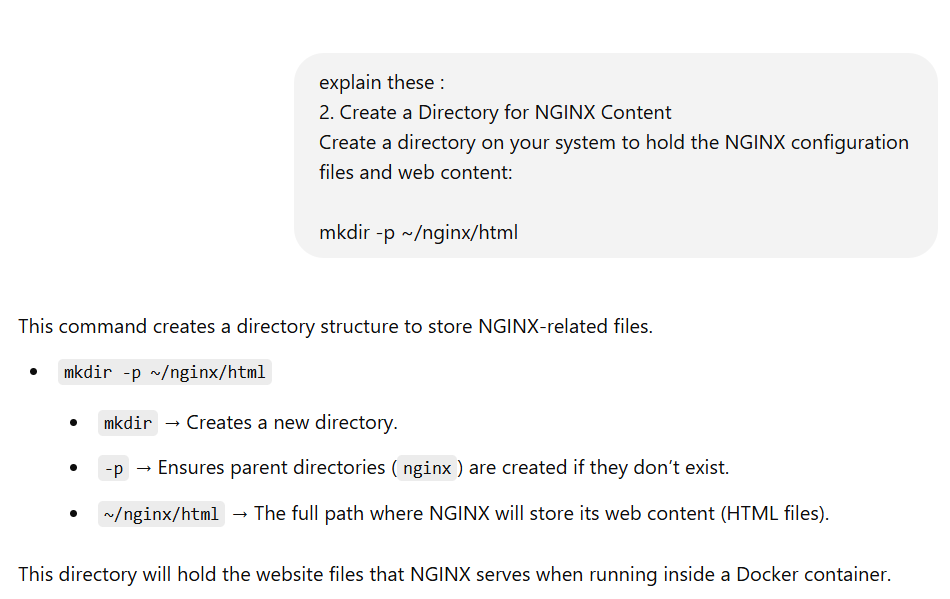 explain these :
2. Create a Directory for NGINX Content
Create a directory on your system to hold the NGINX configuration
files and web content:
mkdir -p ~/nginx/html
This command creates a directory structure to store NGINX-related files.
• mkdir -p ~/nginx/html
• mkdir → Creates a new directory.
• -p → Ensures parent directories ( nginx ) are created if they don't exist.
• ~/nginx/html → The full path where NGINX will store its web content (HTML files).
This directory will hold the website files that NGINX serves when running inside a Docker container.